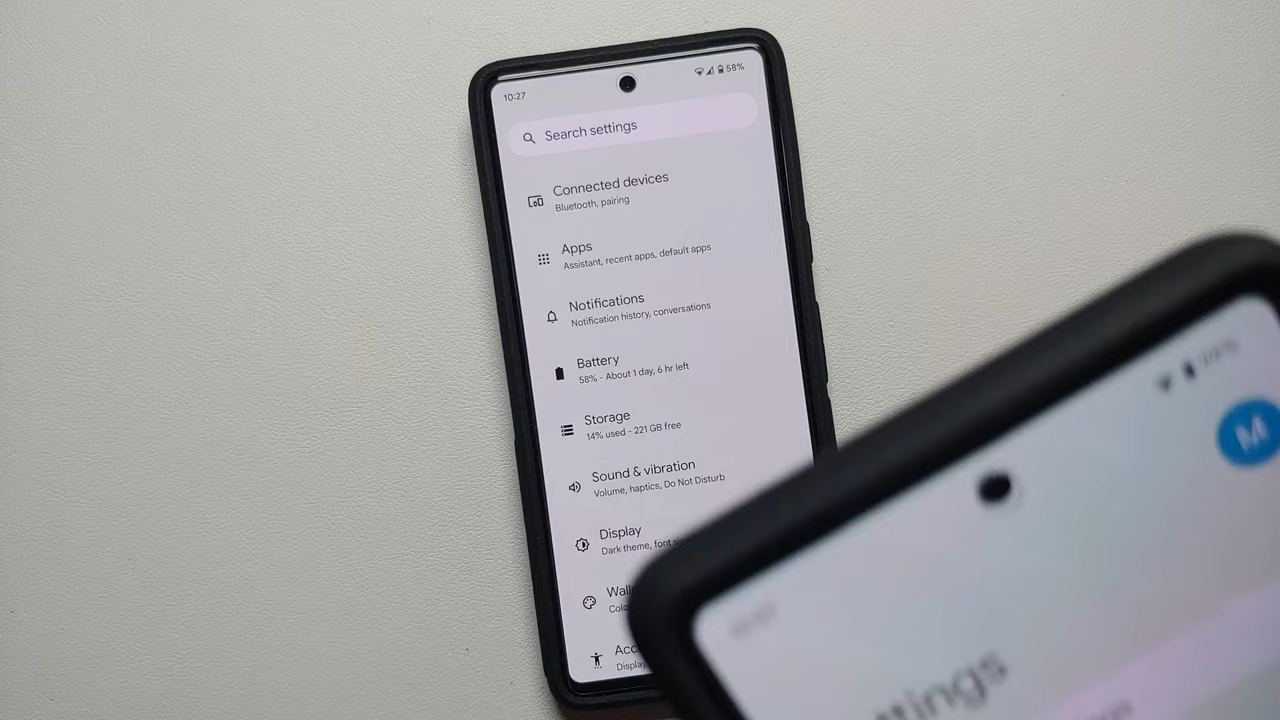 10:27
58%
Search settings
Connected devices
Bluetooth, pairing
Apps
Assistant, recent apps, default apps
Notifications
Notification history, conversations
Battery
58% - About 1 day, 6 hr left
Storage
14% used - 221 GB free
Sound & vibration
Volume, haptics, Do Not Disturb
Display
Dark theme, font
M
ttings